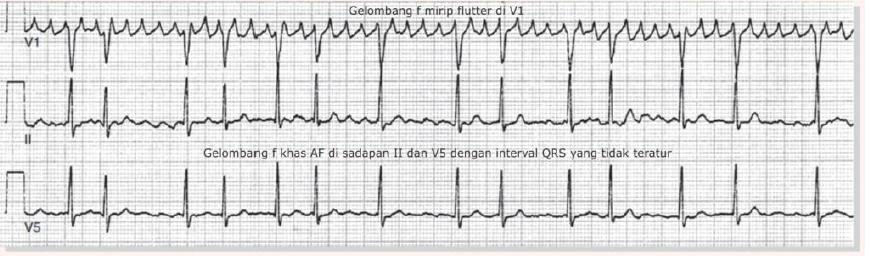 Gelombang f mirip flutter di V1
V1
II
Gelombang f khas AF di sadapan II dan V5 dengan interval QRS yang tidak teratur
V5